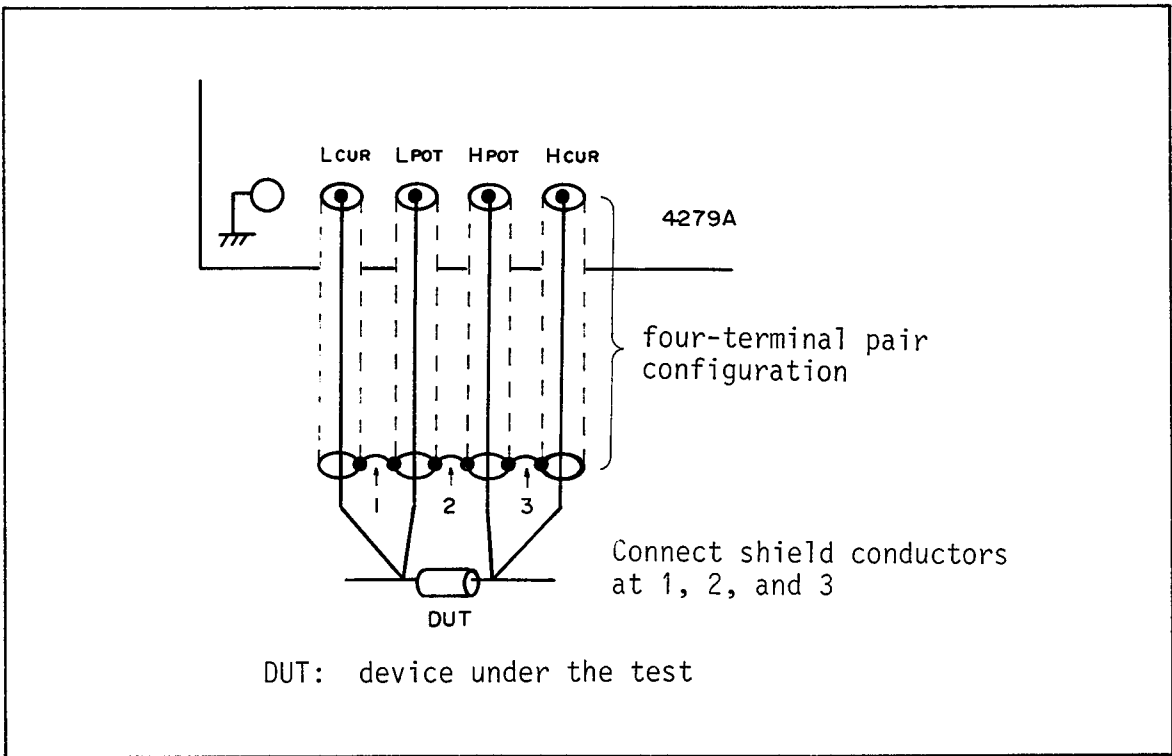 LCUR LPOT HPOT HCUR
4279A
four-terminal pair
configuration
1 2 3
Connect shield conductors
at 1, 2, and 3
DUT
DUT: device under the test